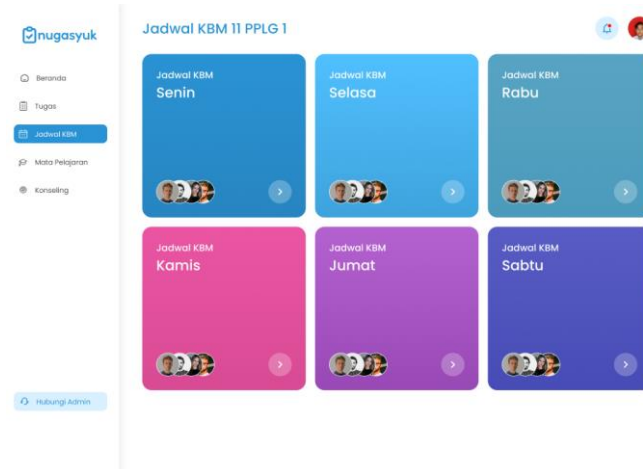 nugasyuk
Beranda
Tugas
Jadwal KBM
Mata Pelajaran
Konseling
Hubungi Admin
Jadwal KBM 11 PPLG 1
Jadwal KBM
Senin
Jadwal KBM
Selasa
Jadwal KBM
Rabu
Jadwal KBM
Kamis
Jadwal KBM
Jumat
Jadwal KBM
Sabtu